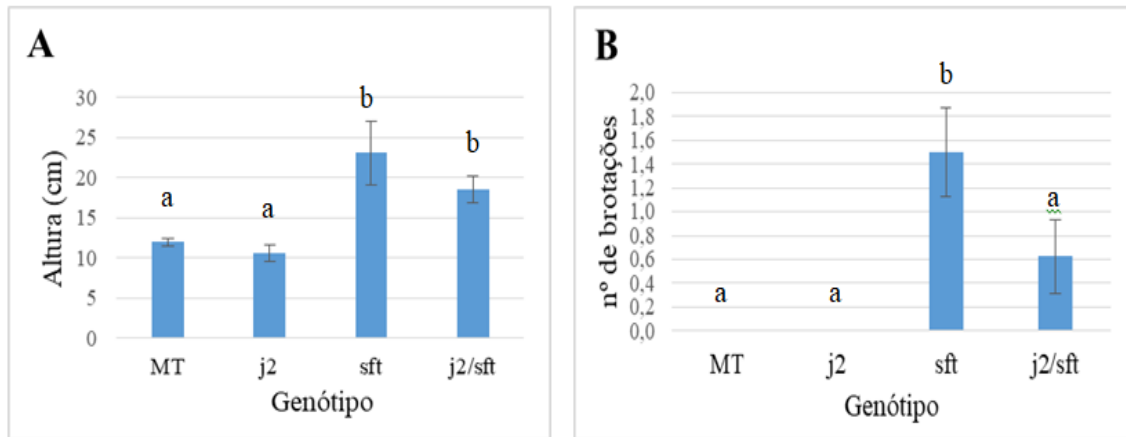 A
Altura (cm)
30
25
20
15
10
5
0
a
a
b
b
MT
j2
sft
j2/sft
Genótipo
B
nº de brotações
2,0
1,8
1,6
1,4
1,2
1,0
0,8
0,6
0,4
0,2
0,0
a
a
b
a
MT
j2
sft
j2/sft
Genótipo